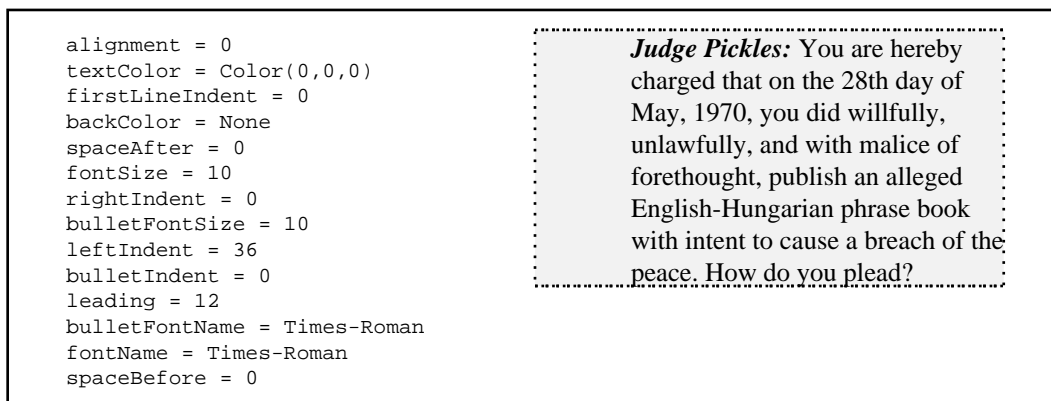 alignment = 0
textColor = Color(0,0,0)
firstLineIndent = 0
backColor = None
spaceAfter = 0
fontSize = 10
rightIndent = 0
bulletFontSize = 10
leftIndent = 36
bulletIndent = 0
leading = 12
bulletFontName = Times-Roman
fontName = Times-Roman
spaceBefore = 0
Judge Pickles: You are hereby
charged that on the 28th day of
May, 1970, you did willfully,
unlawfully, and with malice of
forethought, publish an alleged
English-Hungarian phrase book
with intent to cause a breach of the
peace. How do you plead?